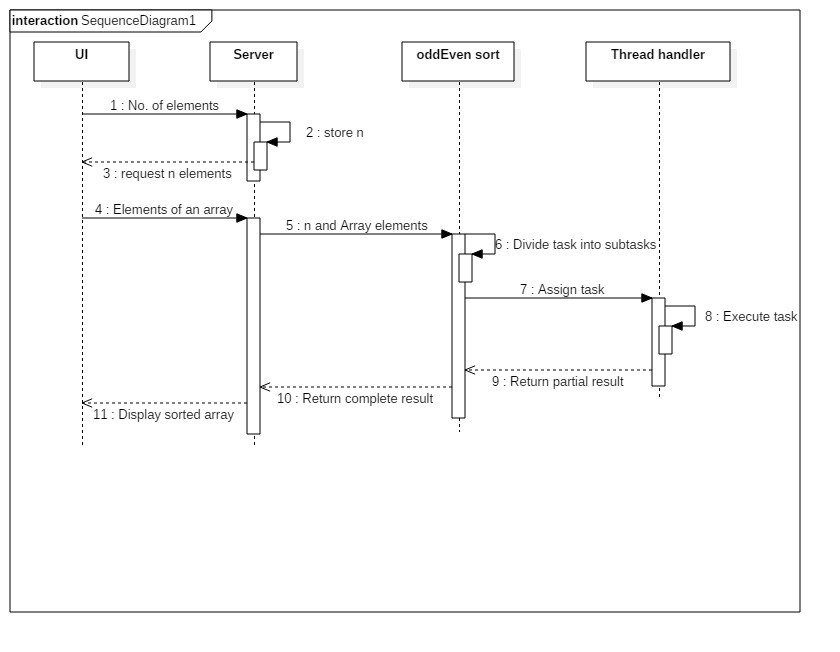 interaction SequenceDiagram1
UI
Server
oddEven sort
Thread handler
1 : No. of elements
2 : store n
3 : request n elements
4 : Elements of an array
5 : n and Array elements
6 : Divide task into subtasks
7 : Assign task
8 : Execute task
9 : Return partial result
10 : Return complete result
11 : Display sorted array